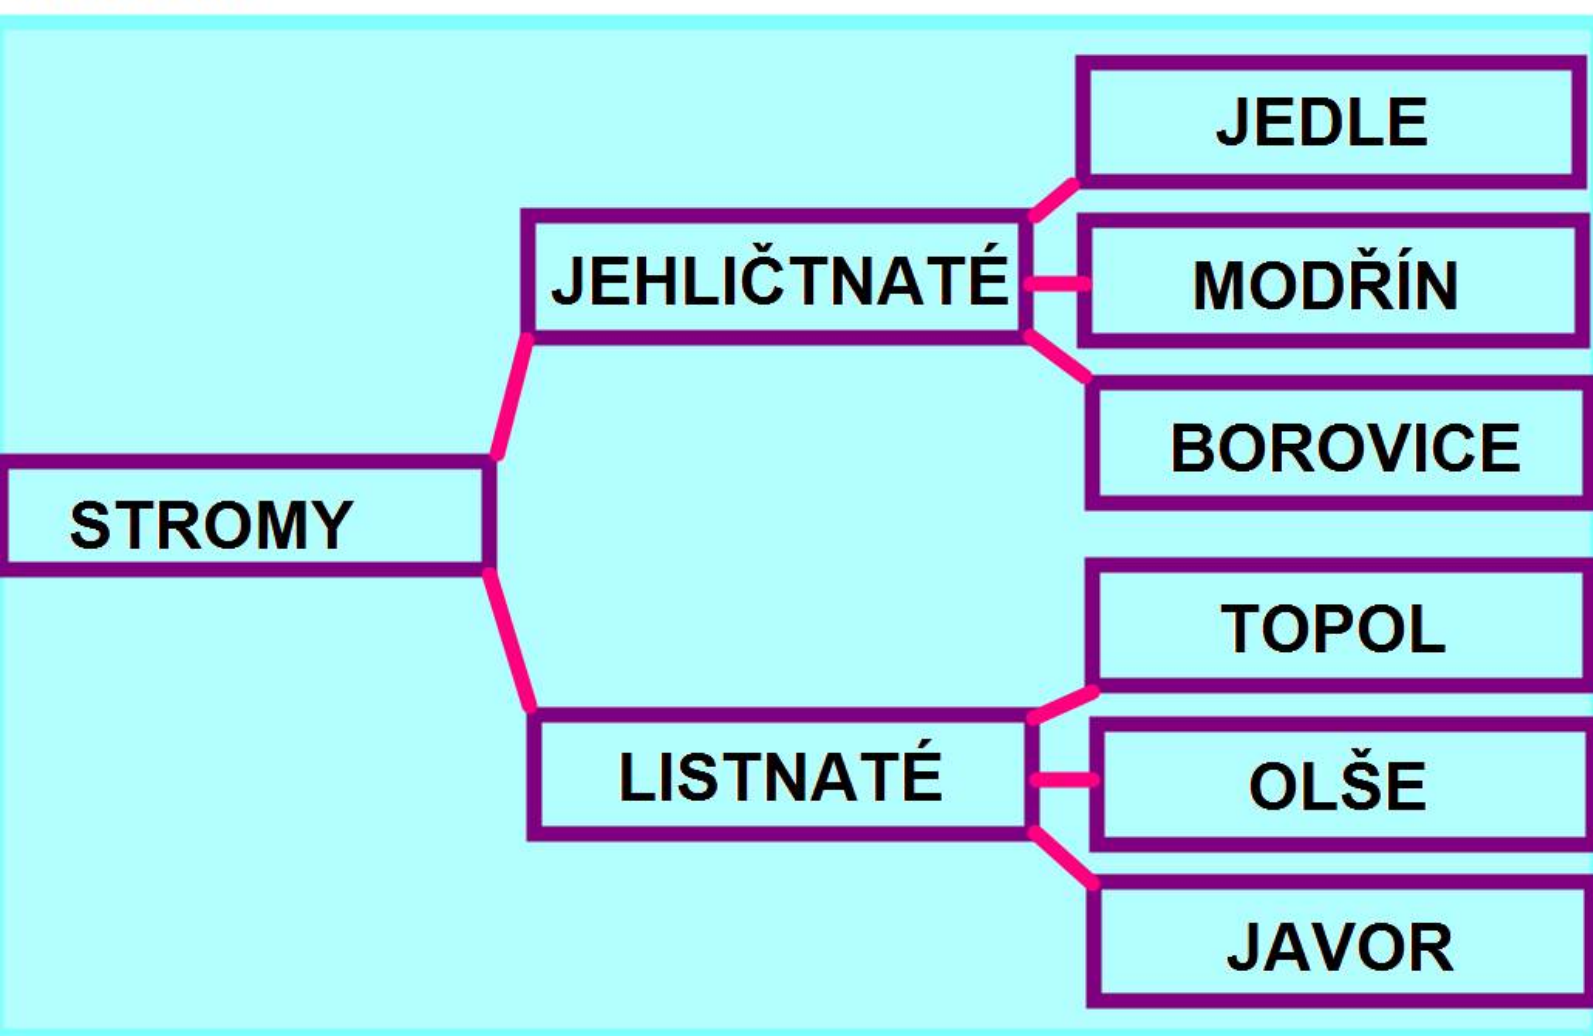 JEDLE
JEHLIČTNATÉ
MODŘÍN
BOROVICE
STROMY
TOPOL
LISTNATÉ
OLŠE
JAVOR